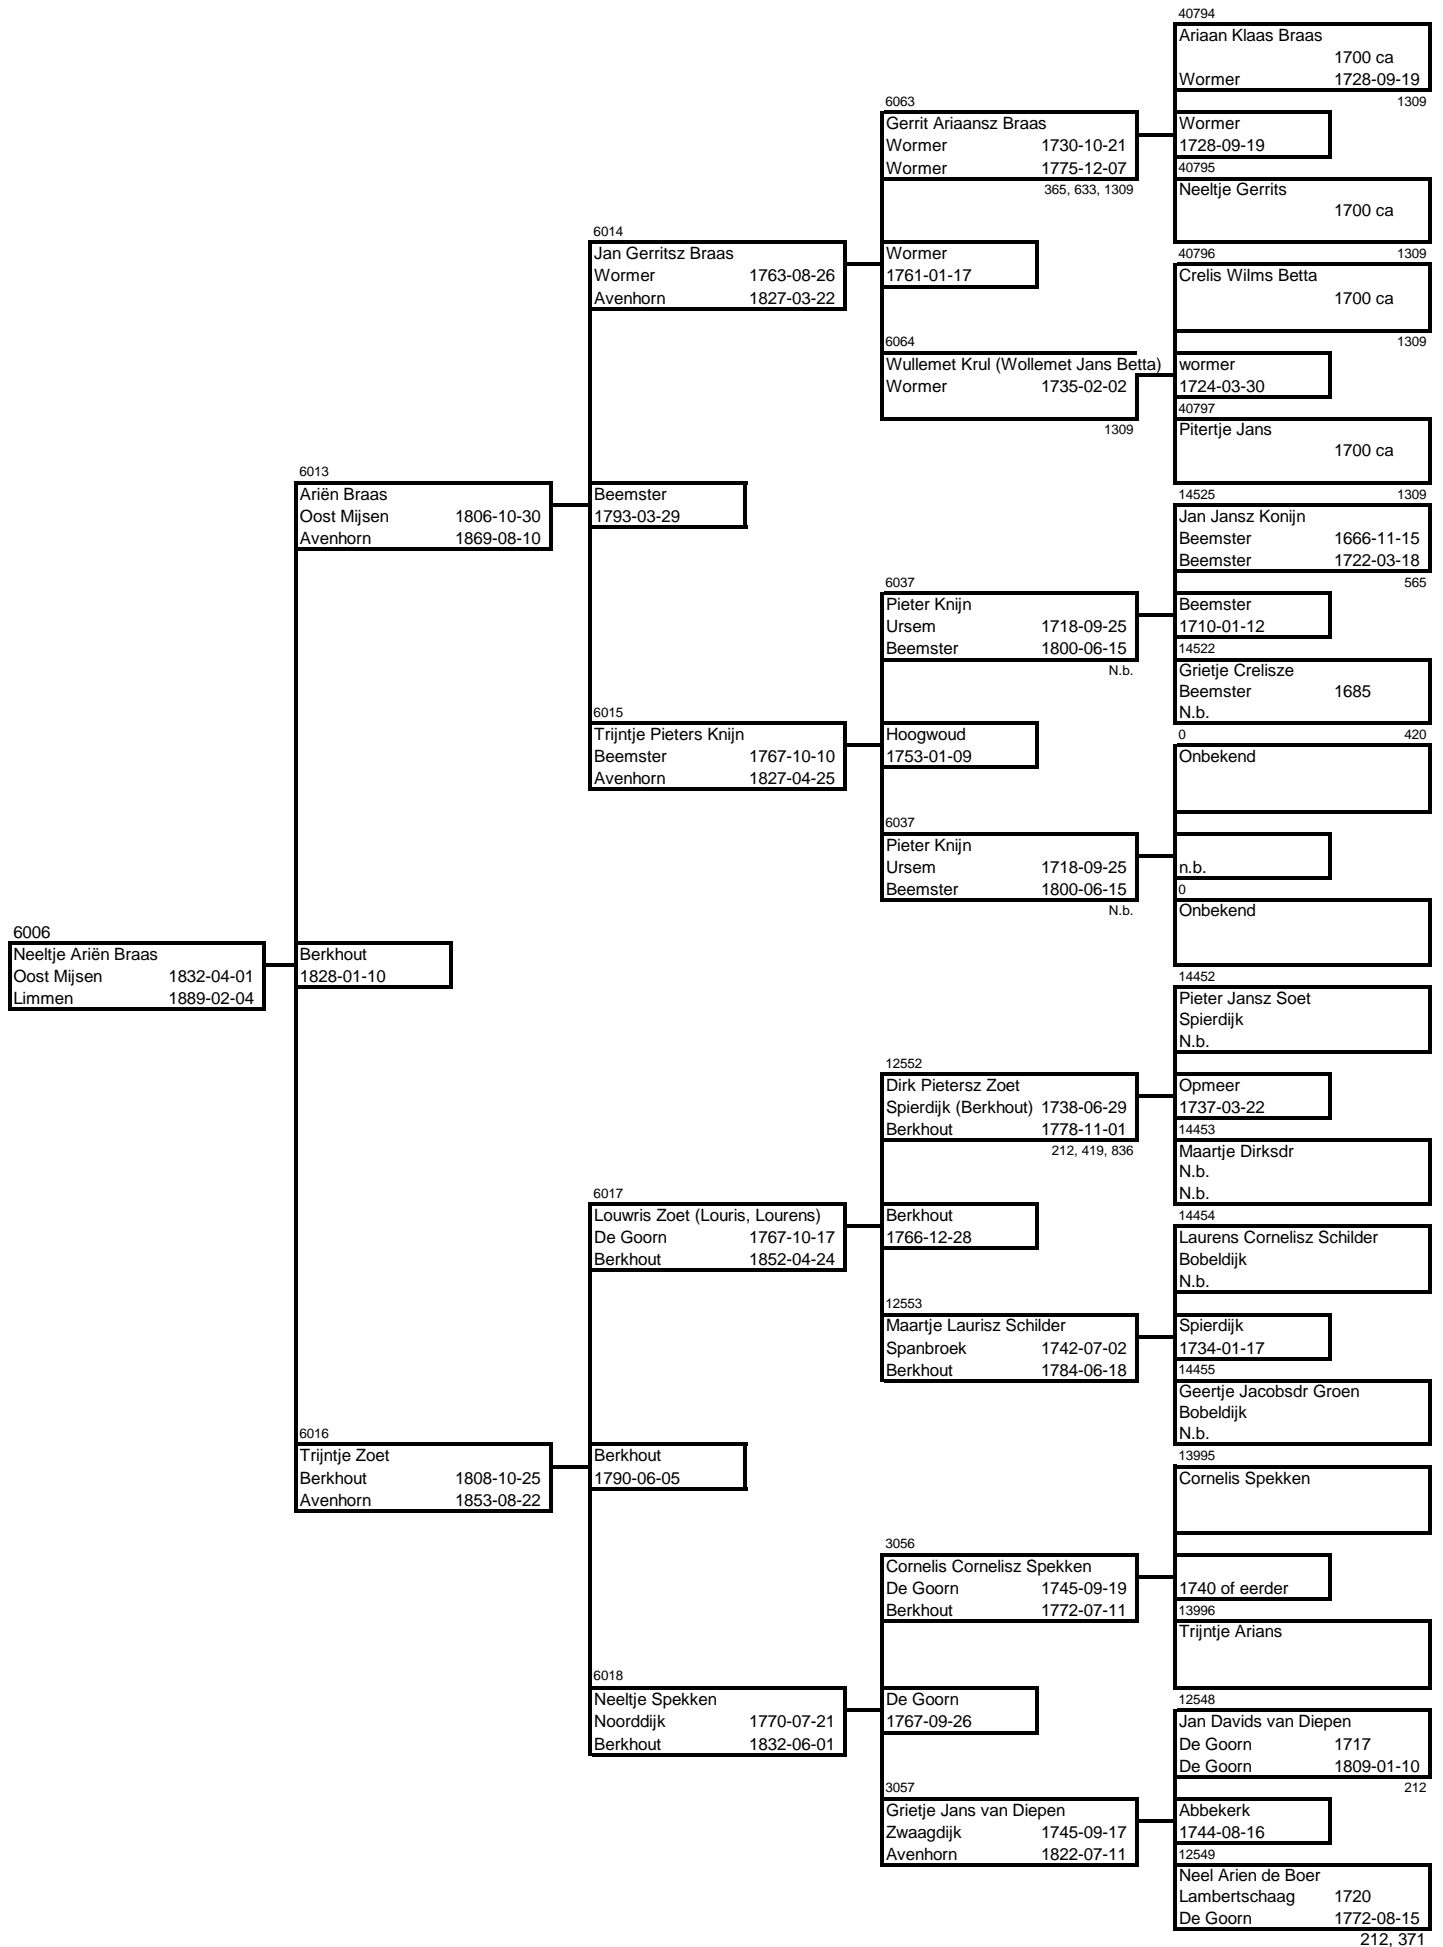 6006
Neeltje Ariën Braas
Oost Mijsen 1832-04-01
Limmen 1889-02-04
6013
Ariën Braas
Oost Mijsen 1806-10-30
Avenhorn 1869-08-10
Berkhout
1828-01-10
6016
Trijntje Zoet
Berkhout 1808-10-25
Avenhorn 1853-08-22
6014
Jan Gerritsz Braas
Wormer 1763-08-26
Avenhorn 1827-03-22
Beemster
1793-03-29
6015
Trijntje Pieters Knijn
Beemster 1767-10-10
Avenhorn 1827-04-25
6017
Louwris Zoet (Louris, Lourens)
De Goorn 1767-10-17
Berkhout 1852-04-24
Berkhout
1790-06-05
6018
Neeltje Spekken
Noorddijk 1770-07-21
Berkhout 1832-06-01
6063
Gerrit Ariaansz Braas
Wormer 1730-10-21
Wormer 1775-12-07
365, 633, 1309
Wormer
1761-01-17
6064
Wullemet Krul (Wollemet Jans Betta)
Wormer 1735-02-02
1309
6037
Pieter Knijn
Ursem 1718-09-25
Beemster 1800-06-15
N.b.
Hoogwoud
1753-01-09
6037
Pieter Knijn
Ursem 1718-09-25
Beemster 1800-06-15
N.b.
12552
Dirk Pietersz Zoet
Spierdijk (Berkhout) 1738-06-29
Berkhout 1778-11-01
212, 419, 836
Berkhout
1766-12-28
12553
Maartje Laurisz Schilder
Spanbroek 1742-07-02
Berkhout 1784-06-18
3056
Cornelis Cornelisz Spekken
De Goorn 1745-09-19
Berkhout 1772-07-11
De Goorn
1767-09-26
3057
Grietje Jans van Diepen
Zwaagdijk 1745-09-17
Avenhorn 1822-07-11
40794
Ariaan Klaas Braas
1700 ca
Wormer 1728-09-19
1309
Wormer
1728-09-19
40795
Neeltje Gerrits
1700 ca
40796 1309
Crelis Wilms Betta
1700 ca
1309
wormer
1724-03-30
40797
Pitertje Jans
1700 ca
14525 1309
Jan Jansz Konijn
Beemster 1666-11-15
Beemster 1722-03-18
565
Beemster
1710-01-12
14522
Grietje Crelisze
Beemster 1685
N.b.
0 420
Onbekend
n.b.
0
Onbekend
14452
Pieter Jansz Soet
Spierdijk
N.b.
Opmeer
1737-03-22
14453
Maartje Dirksdr
N.b.
N.b.
14454
Laurens Cornelisz Schilder
Bobeldijk
N.b.
Spierdijk
1734-01-17
14455
Geertje Jacobsdr Groen
Bobeldijk
N.b.
13995
Cornelis Spekken
1740 of eerder
13996
Trijntje Arians
12548
Jan Davids van Diepen
De Goorn 1717
De Goorn 1809-01-10
212
Abbekerk
1744-08-16
12549
Neel Arien de Boer
Lambertschaag 1720
De Goorn 1772-08-15
212, 371